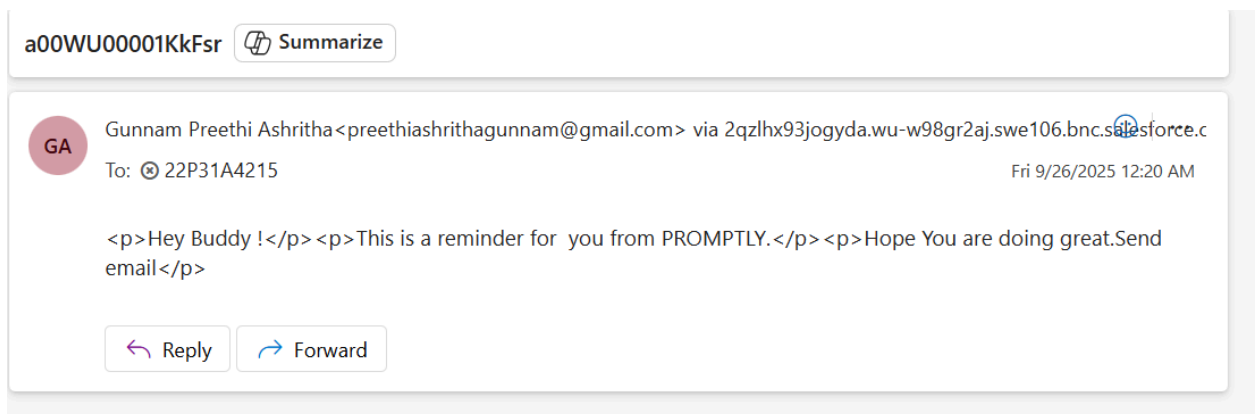 a00WU00001KkFsr Summarize
GA
Gunnam Preethi Ashritha<preethiashrithagunnam@gmail.com> via 2qzlhx93jogyda.wu-w98gr2aj.swe106.bnc.salesforce.c
To: 22P31A4215
Fri 9/26/2025 12:20 AM
<p>Hey Buddy !</p><p>This is a reminder for  you from PROMPTLY.</p><p>Hope You are doing great.Send
email</p>
Reply Forward